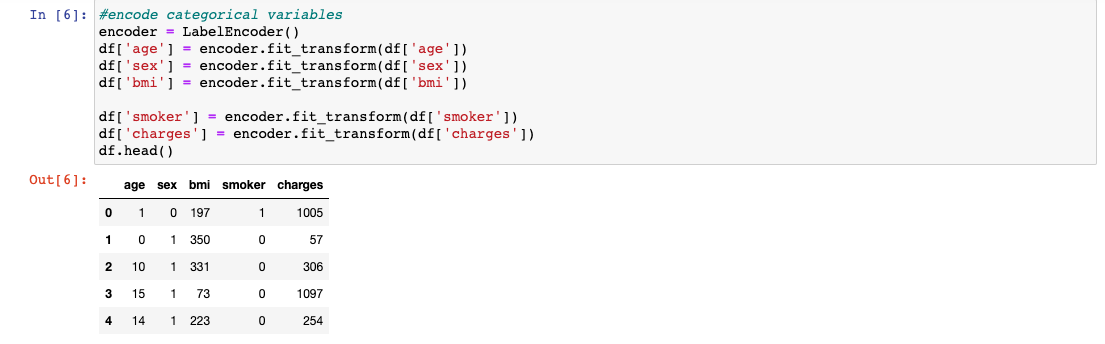 In [6]: #encode categorical variables
encoder = LabelEncoder()
df['age'] = encoder.fit_transform(df['age'])
df['sex'] = encoder.fit_transform(df['sex'])
df['bmi'] = encoder.fit_transform(df['bmi'])
df['smoker'] = encoder.fit_transform(df['smoker'])
df['charges'] = encoder.fit_transform(df['charges'])
df.head()
Out[6]:
age sex bmi smoker charges
0 1 0 197 1 1005
1 0 1 350 0 57
2 10 1 331 0 306
3 15 1 73 0 1097
4 14 1 223 0 254